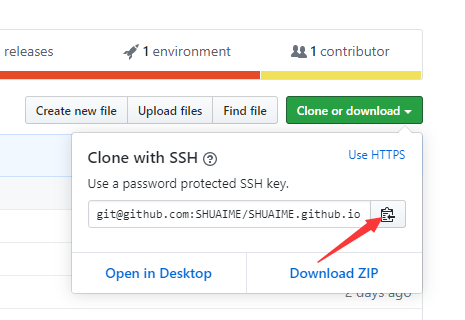 releases
1 environment
1 contributor
Create new file
Upload files
Find file
Clone or download
Clone with SSH
Use HTTPS
Use a password protected SSH key.
git@github.com:SHUAIME/SHUAIME.github.io
Open in Desktop
Download ZIP
2 days ago